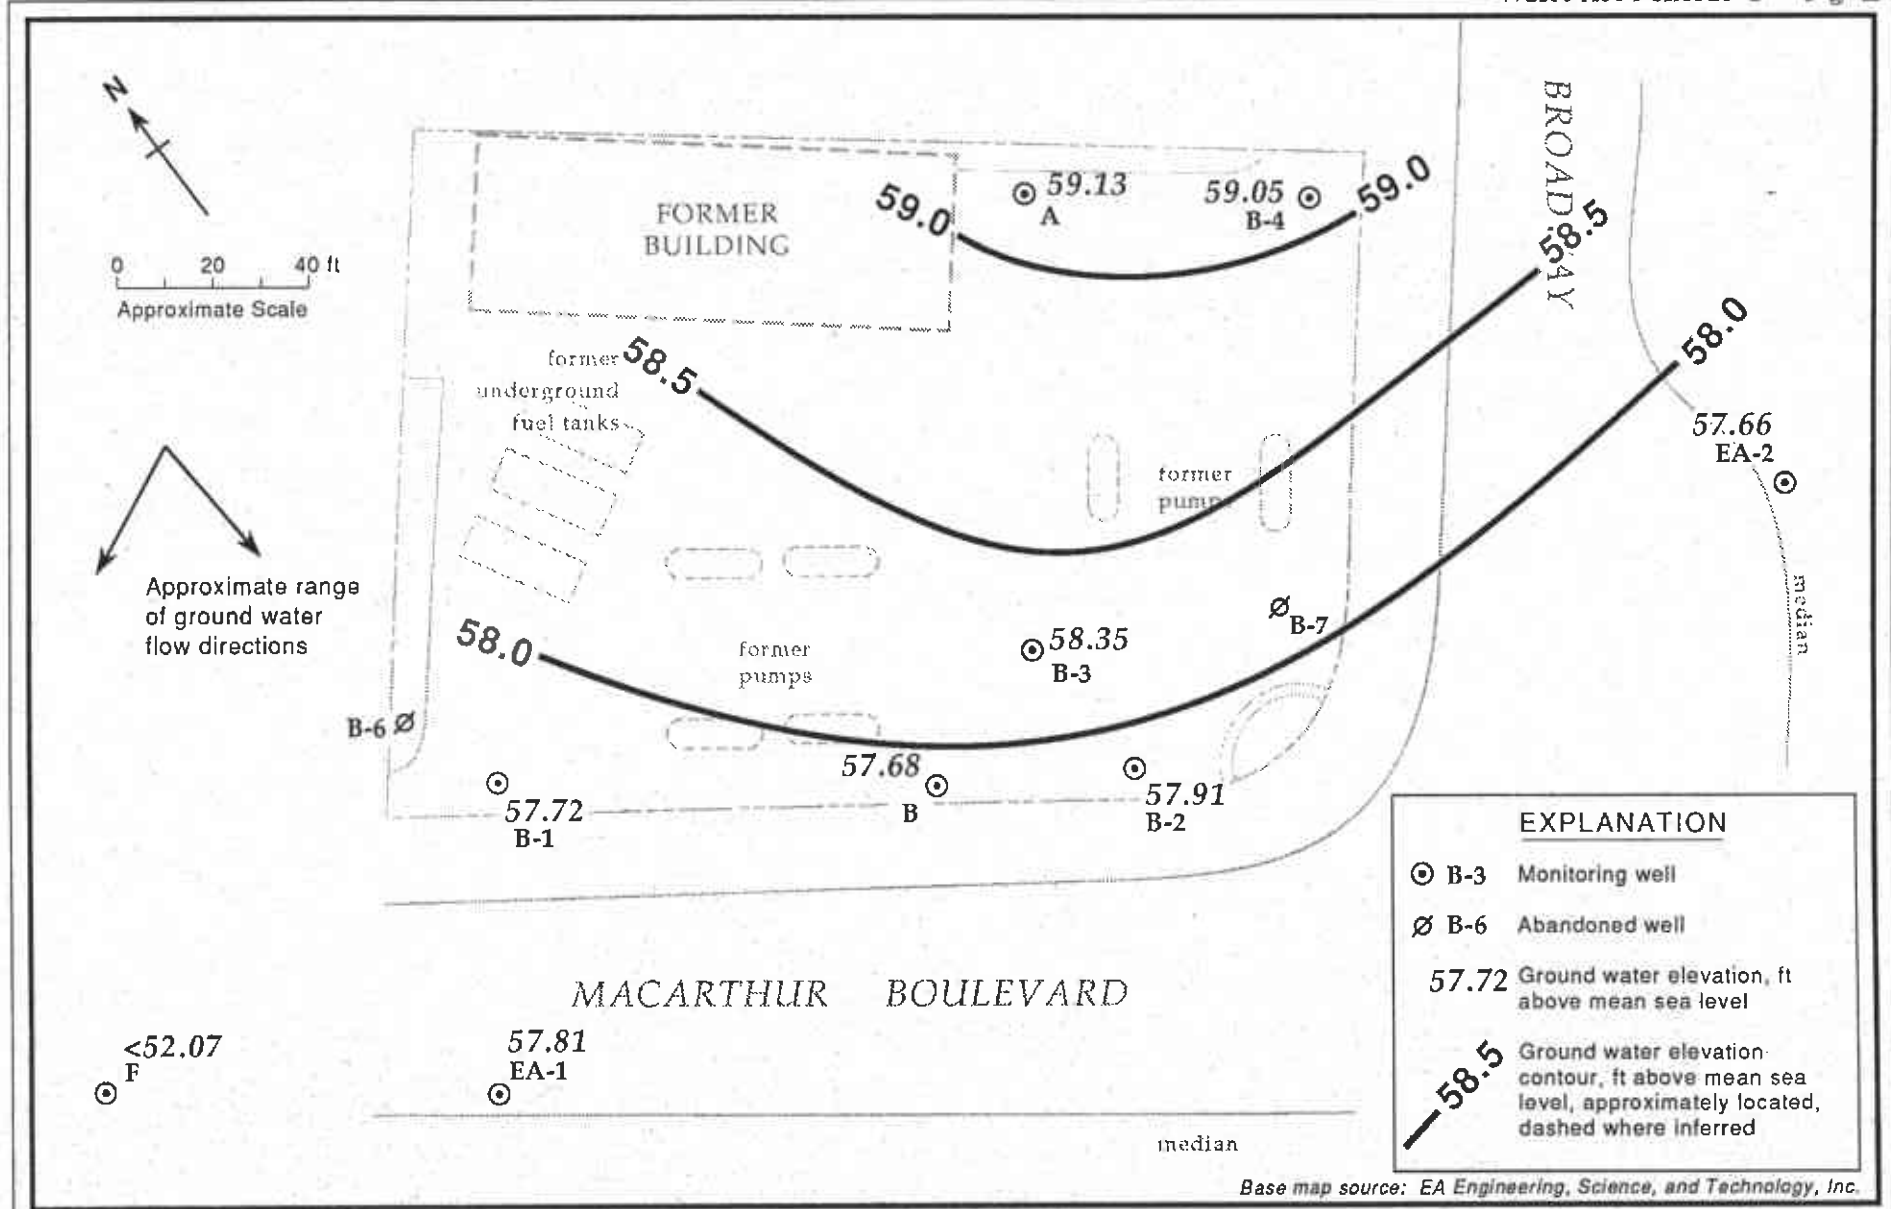 N
0 20 40 ft
Approximate Scale
FORMER
BUILDING
59.0
59.13
A
59.05
B-4
59.0
BROADWAY
58.5
58.0
57.66
EA-2
median
former
underground
fuel tanks
58.5
former
pumps
Approximate range
of ground water
flow directions
58.0
former
pumps
58.35
B-3
B-7
B-6
57.72
B-1
57.68
B
57.91
B-2
MACARTHUR BOULEVARD
<52.07
F
57.81
EA-1
median
EXPLANATION
B-3 Monitoring well
B-6 Abandoned well
57.72 Ground water elevation, ft
above mean sea level
58.5
Ground water elevation
contour, ft above mean sea
level, approximately located,
dashed where inferred
Base map source: EA Engineering, Science, and Technology, Inc.